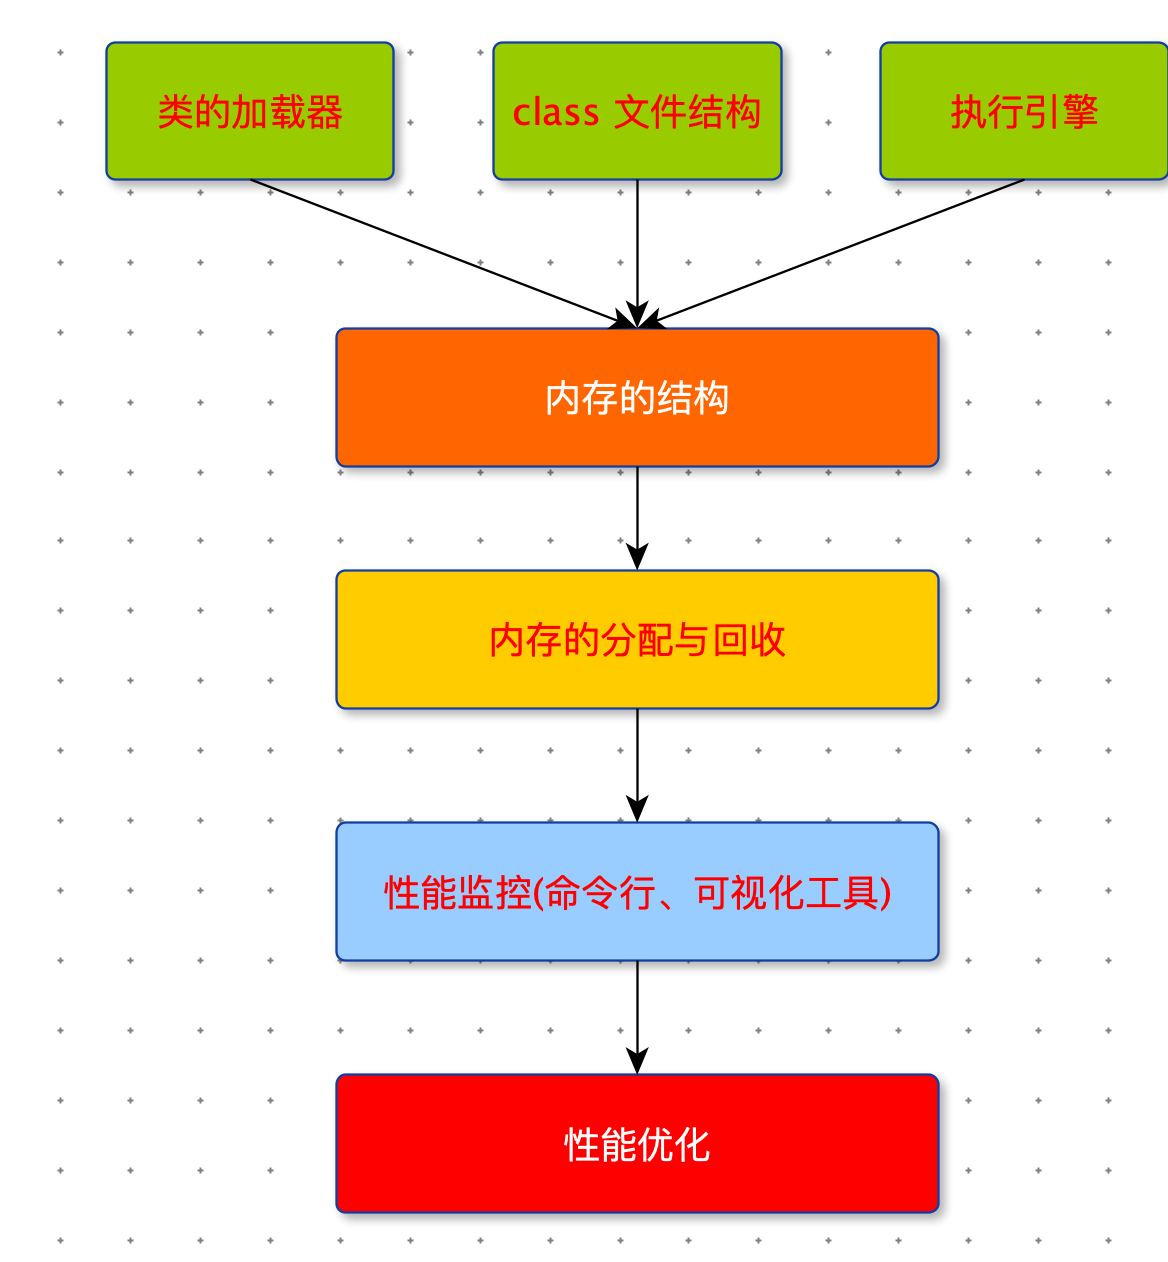 类的加载器
class 文件结构
执行引擎
内存的结构
内存的分配与回收
性能监控(命令行、可视化工具)
性能优化